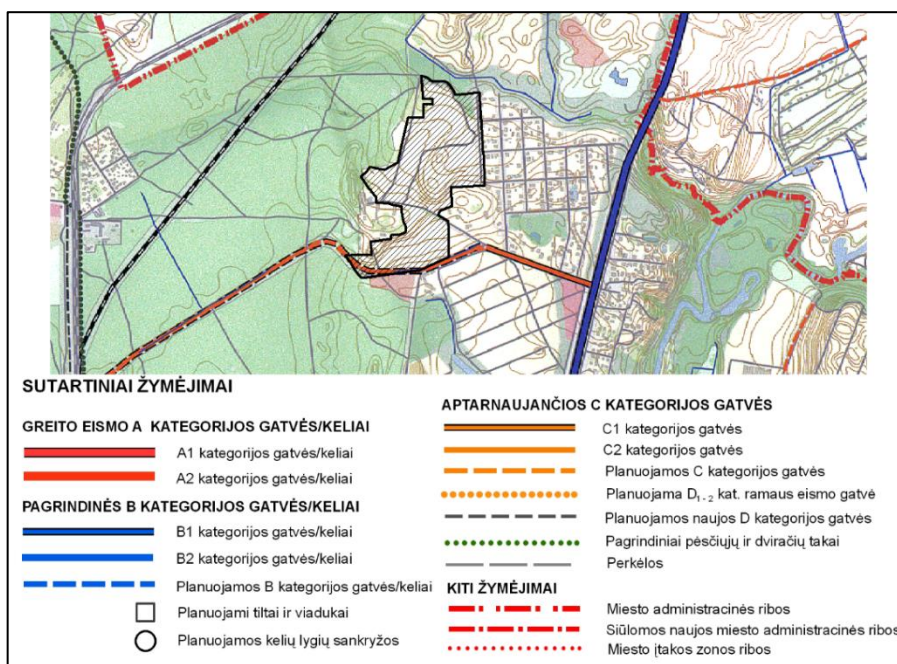 SUTARTINIAI ŽYMĖJIMAI
GREITO EISMO A KATEGORIJOS GATVĖS/KELIAI
A1 kategorijos gatvės/keliai
A2 kategorijos gatvės/keliai
PAGRINDINĖS B KATEGORIJOS GATVĖS/KELIAI
B1 kategorijos gatvės/keliai
B2 kategorijos gatvės/keliai
Planuojamos B kategorijos gatvės/keliai
Planuojami tiltai ir viadukai
Planuojamos kelių lygių sankryžos
APTARNAUJANČIOS C KATEGORIJOS GATVĖS
C1 kategorijos gatvės
C2 kategorijos gatvės
Planuojamos C kategorijos gatvės
Planuojama D1-2 kat. ramaus eismo gatvė
Planuojamos naujos D kategorijos gatvės
Pagrindiniai pėsčiųjų ir dviračių takai
Perkėlos
KITI ŽYMĖJIMAI
Miesto administracinės ribos
Siūlomos naujos miesto administracinės ribos
Miesto įtakos zonos ribos